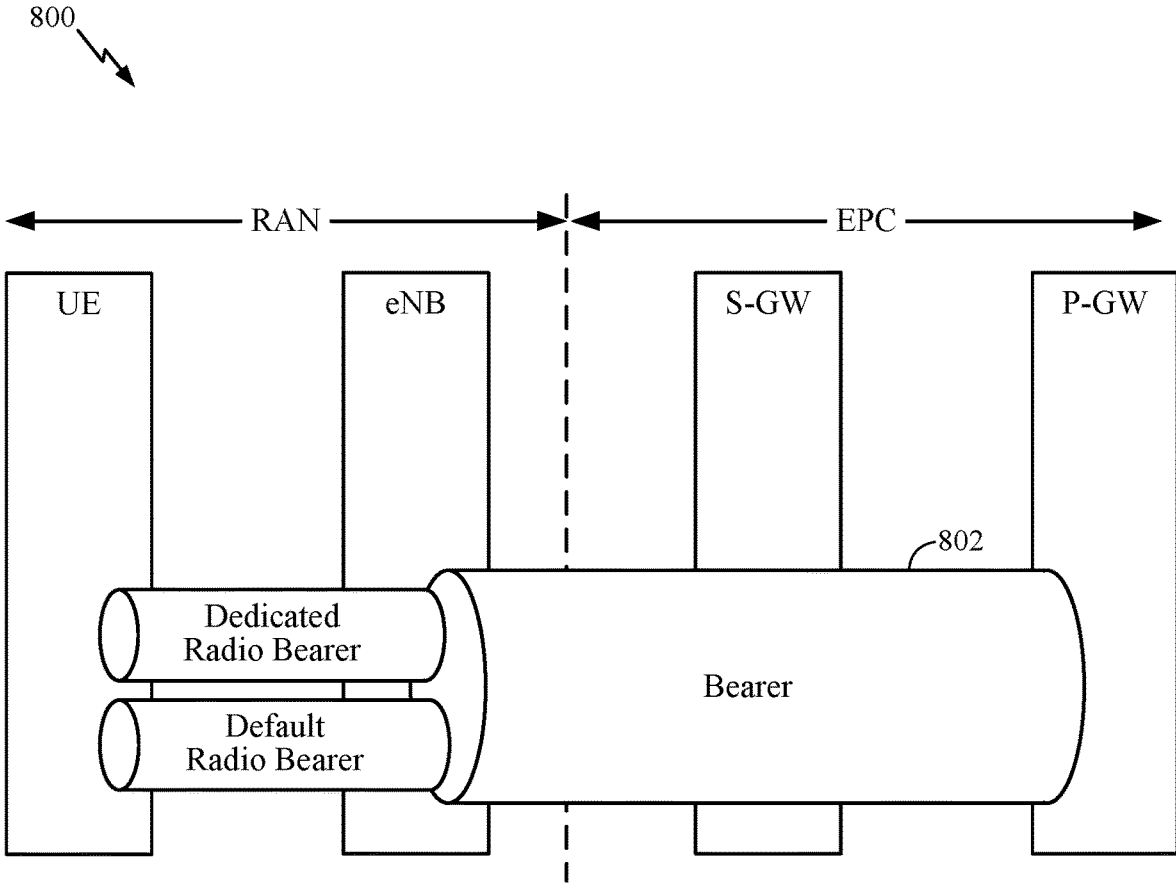 800
RAN
EPC
UE
eNB
S-GW
P-GW
802
Dedicated
Radio Bearer
Bearer
Default
Radio Bearer